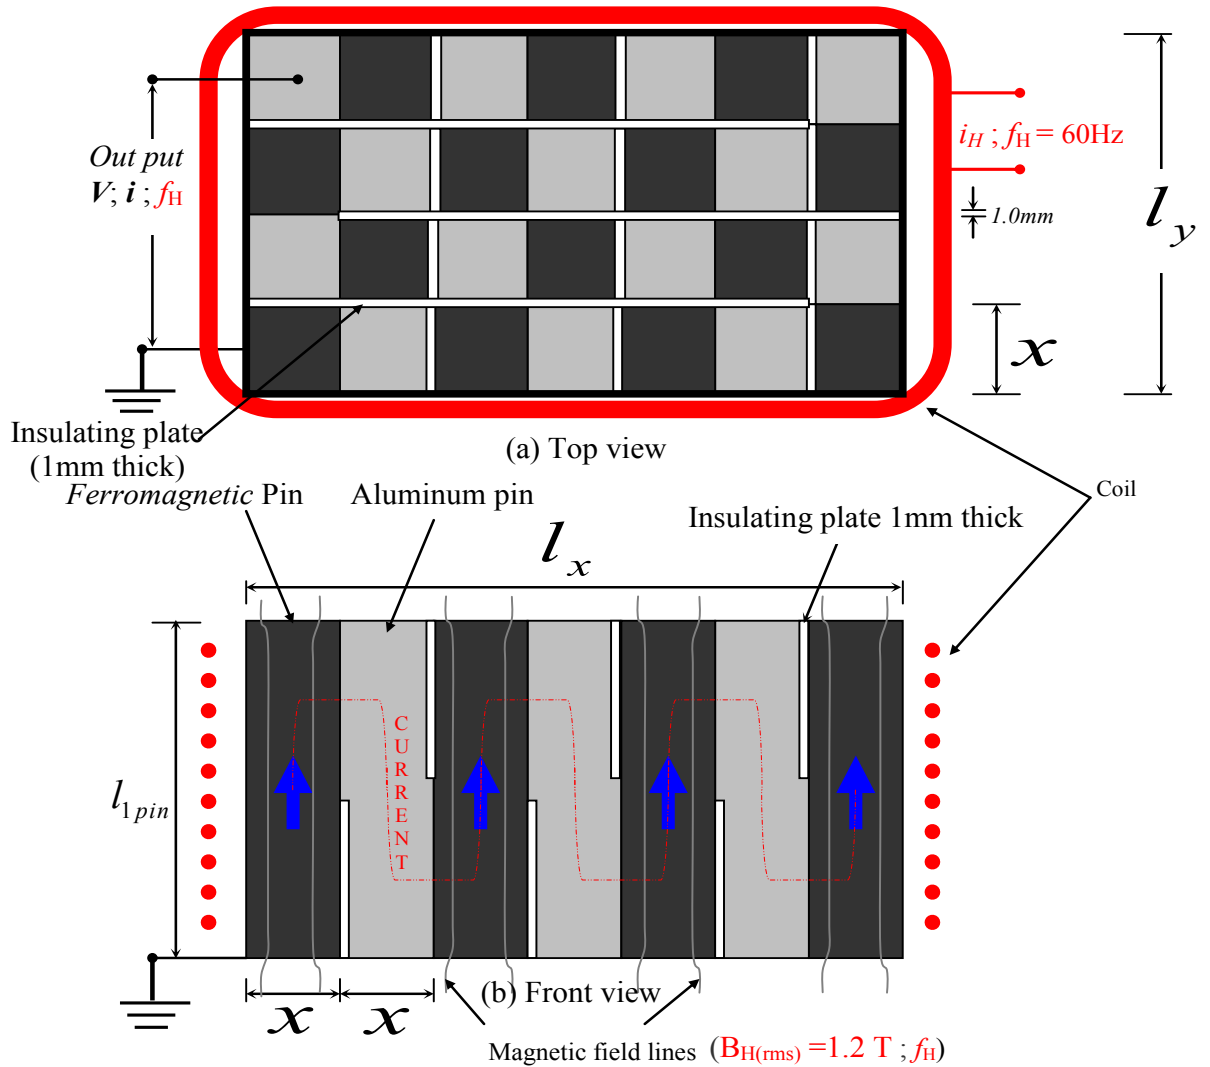 Out put
V; i ; fH
iH ; fH = 60Hz
1.0mm
ly
x
Insulating plate
(1mm thick)
(a) Top view
Ferromagnetic Pin
Aluminum pin
Insulating plate 1mm thick
Coil
lx
CURRENT
l1pin
x
x
(b) Front view
Magnetic field lines (BH(rms) =1.2 T ; fH)